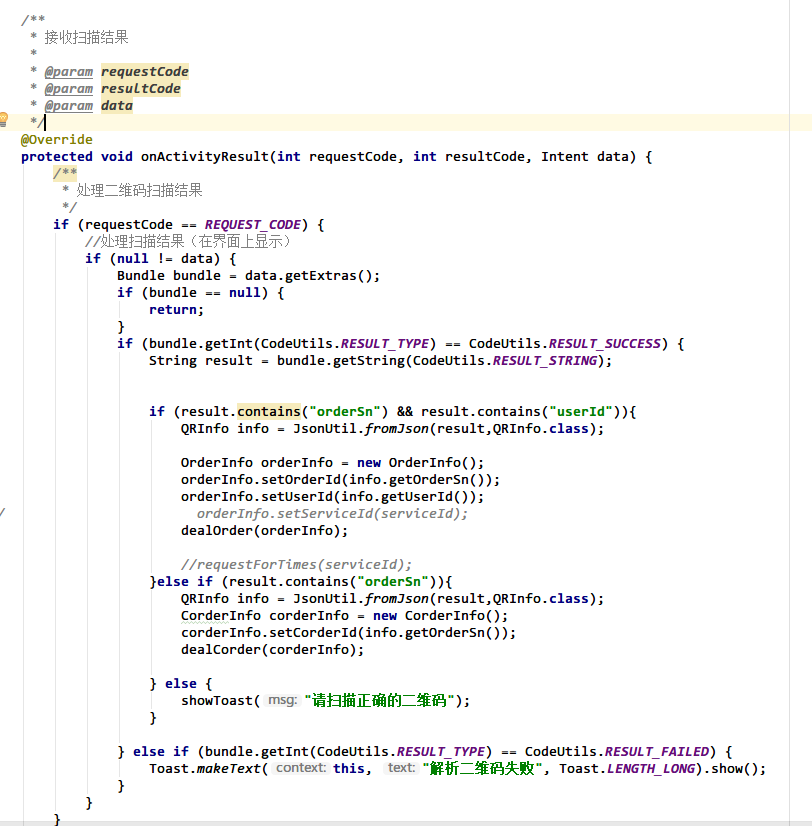 /**
* 接收扫描结果
*
* @param requestCode
* @param resultCode
* @param data
*/
@Override
protected void onActivityResult(int requestCode, int resultCode, Intent data) {
/**
* 处理二维码扫描结果
*/
if (requestCode == REQUEST_CODE) {
//处理扫描结果（在界面上显示）
if (null != data) {
Bundle bundle = data.getExtras();
if (bundle == null) {
return;
}
if (bundle.getInt(CodeUtils.RESULT_TYPE) == CodeUtils.RESULT_SUCCESS) {
String result = bundle.getString(CodeUtils.RESULT_STRING);
if (result.contains("orderSn") && result.contains("userId")){
QRInfo info = JsonUtil.fromJson(result,QRInfo.class);
OrderInfo orderInfo = new OrderInfo();
orderInfo.setOrderId(info.getOrderSn());
orderInfo.setUserId(info.getUserId());
/ orderInfo.setServiceId(serviceId);
dealOrder(orderInfo);
//requestForTimes(serviceId);
}else if (result.contains("orderSn")){
QRInfo info = JsonUtil.fromJson(result,QRInfo.class);
CorderInfo corderInfo = new CorderInfo();
corderInfo.setCorderId(info.getOrderSn());
dealCorder(corderInfo);
} else {
showToast( msg: "请扫描正确的二维码");
}
} else if (bundle.getInt(CodeUtils.RESULT_TYPE) == CodeUtils.RESULT_FAILED) {
Toast.makeText( context: this, text: "解析二维码失败", Toast.LENGTH_LONG).show();
}
}
}